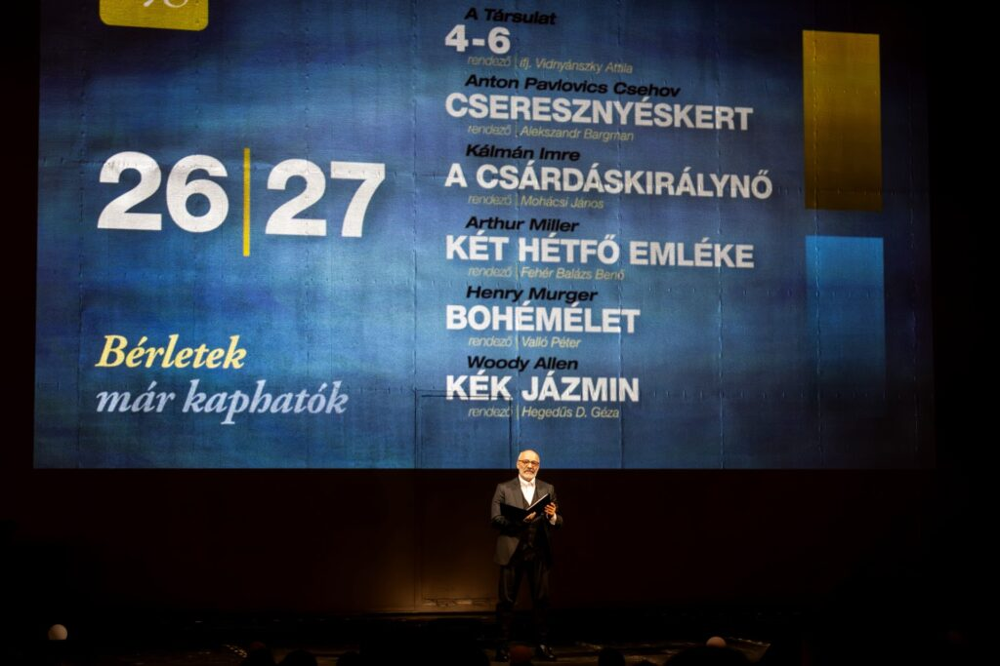 26|27
Bérletek
már kaphatók
A Társulat
4-6
rendező | ifj. Vidnyánszky Attila
Anton Pavlovics Csehov
CSERESZNYÉSKERT
rendező | Alekszandr Bargman
Kálmán Imre
A CSÁRDÁSKIRÁLYNŐ
rendező | Mohácsi János
Arthur Miller
KÉT HÉTFŐ EMLÉKE
rendező | Fehér Balázs Benő
Henry Murger
BOHÉMÉLET
rendező | Valló Péter
Woody Allen
KÉK JÁZMIN
rendező | Hegedűs D. Géza